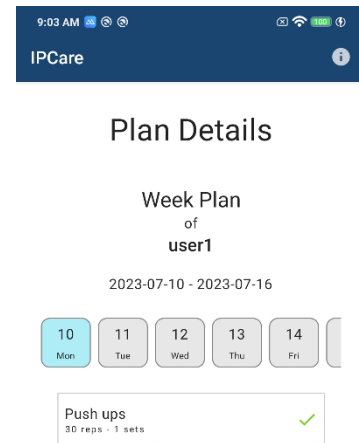 9:03 AM 100
IPCare
Plan Details
Week Plan
of
user1
2023-07-10 - 2023-07-16
10 11 12 13 14
Mon Tue Wed Thu Fri
Push ups
30 reps - 1 sets